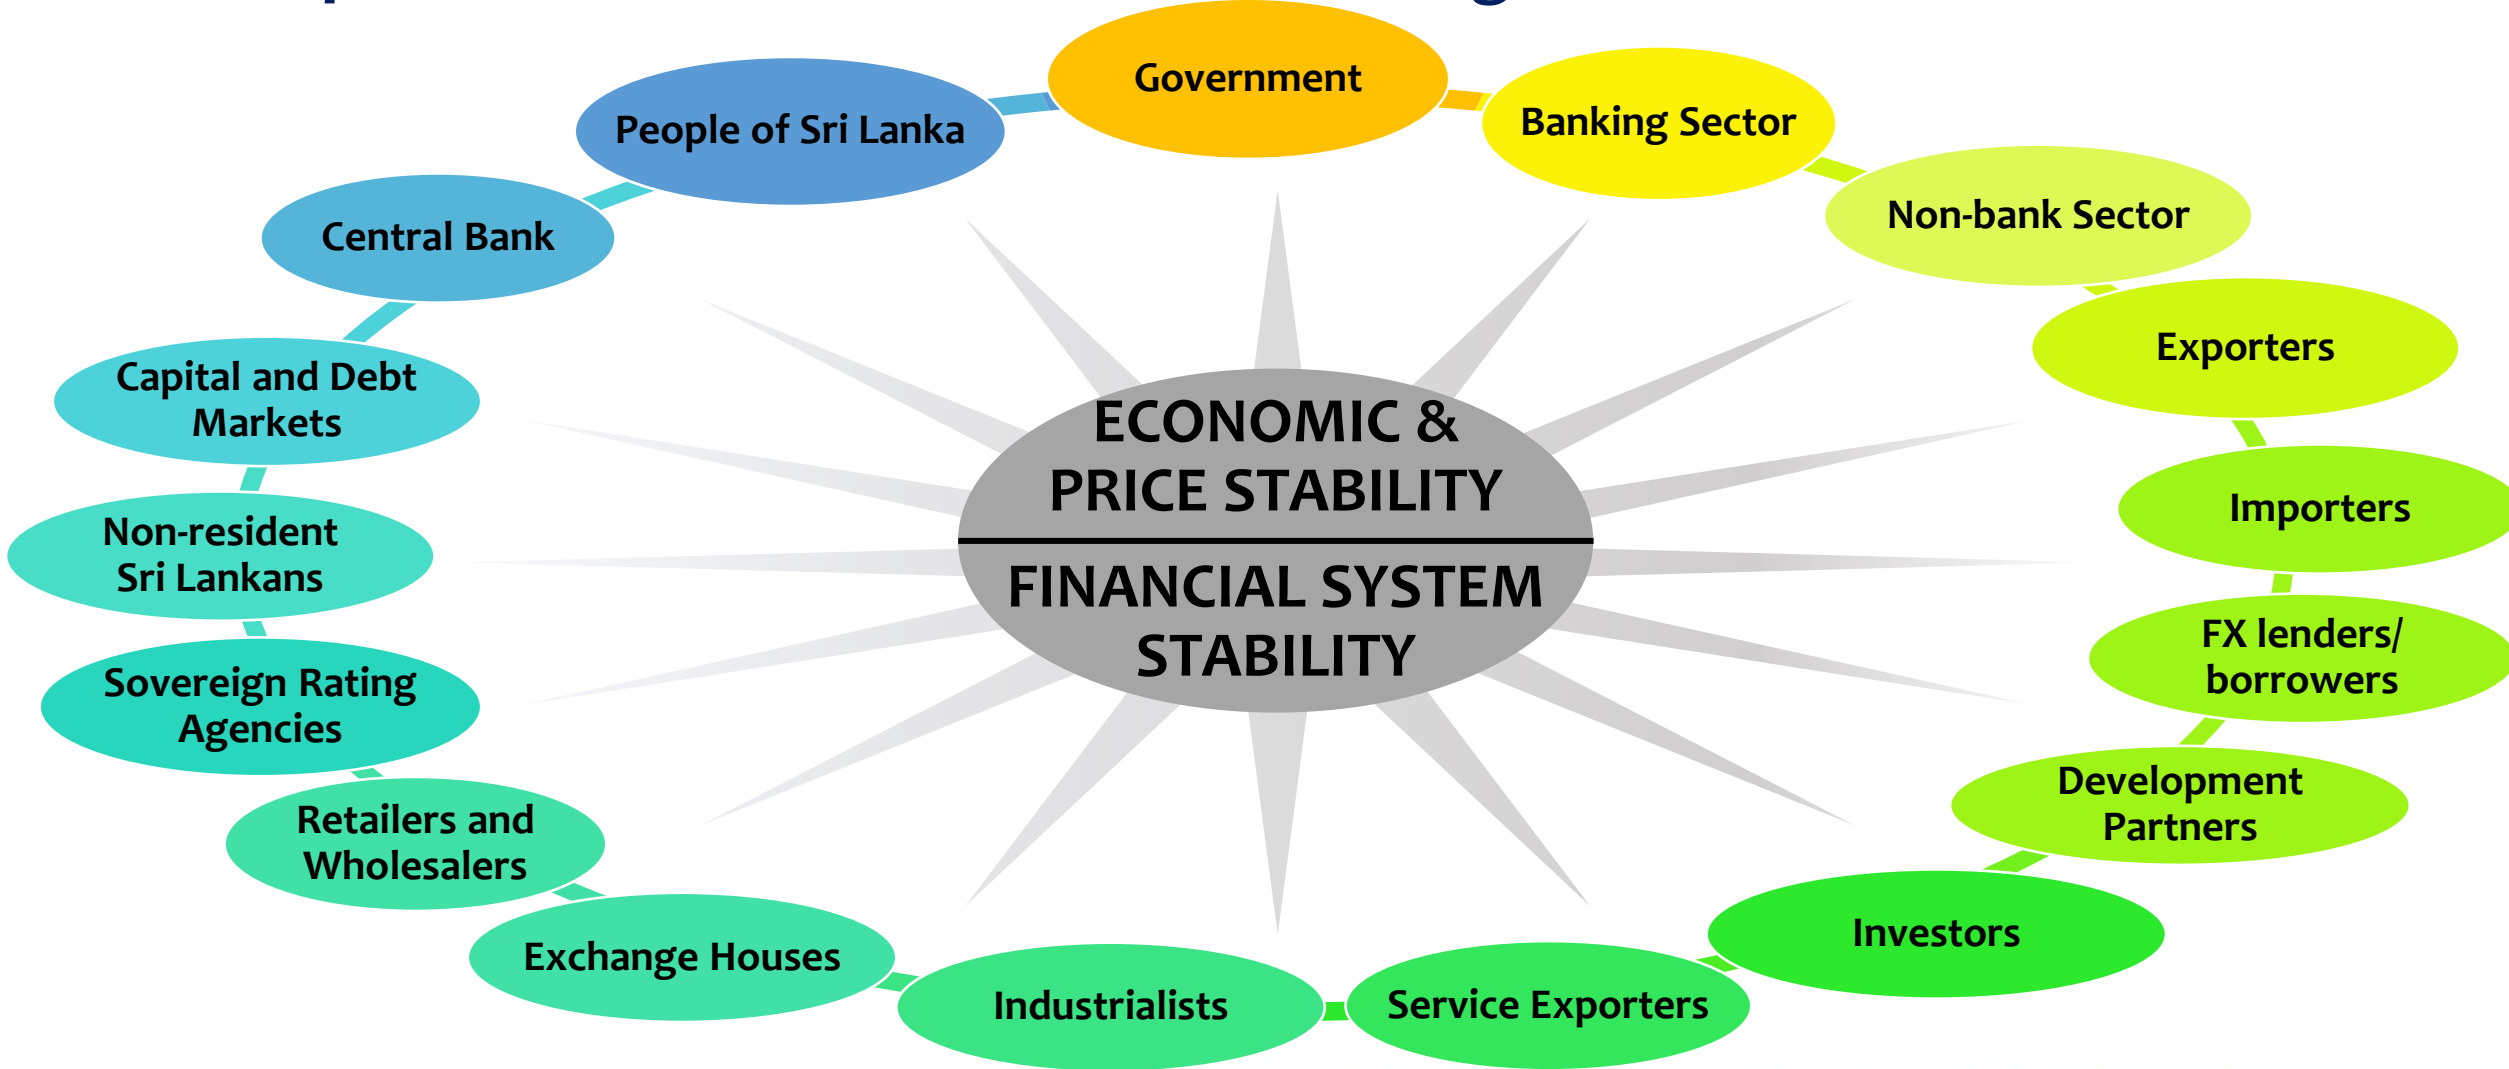 Government
Banking Sector
Non-bank Sector
Exporters
Importers
FX lenders/
borrowers
Development
Partners
Investors
Service Exporters
Industrialists
Exchange Houses
Retailers and
Wholesalers
Sovereign Rating
Agencies
Non-resident
Sri Lankans
Capital and Debt
Markets
Central Bank
People of Sri Lanka
ECONOMIC &
PRICE STABILITY
FINANCIAL SYSTEM
STABILITY